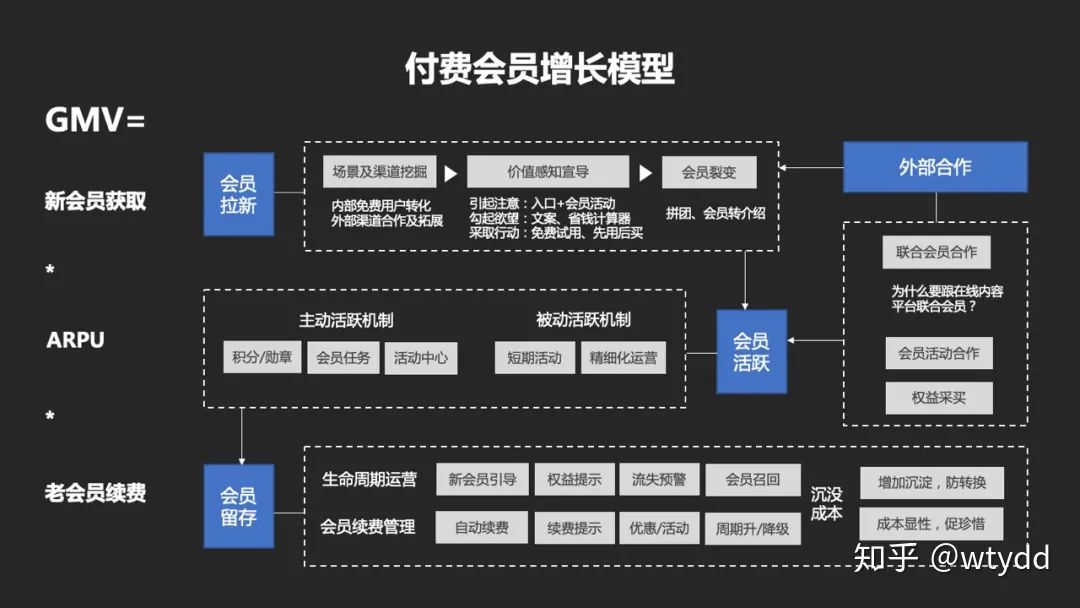 付费会员增长模型
GMV=
新会员获取
*
ARPU
*
老会员续费
会员
拉新
场景及渠道挖掘
内部免费用户转化
外部渠道合作及拓展
价值感知宣导
引起注意：入口+会员活动
勾起欲望：文案、省钱计算器
采取行动：免费试用、先用后买
会员裂变
拼团、会员转介绍
外部合作
联合会员合作
为什么要跟在线内容
平台联合会员？
会员活动合作
权益采买
主动活跃机制
积分/勋章
会员任务
活动中心
被动活跃机制
短期活动
精细化运营
会员
活跃
会员
留存
生命周期运营
新会员引导
权益提示
流失预警
会员召回
会员续费管理
自动续费
续费提示
优惠/活动
周期升/降级
沉没
成本
增加沉淀，防转换
成本显性，促珍惜
知乎 @wtydd